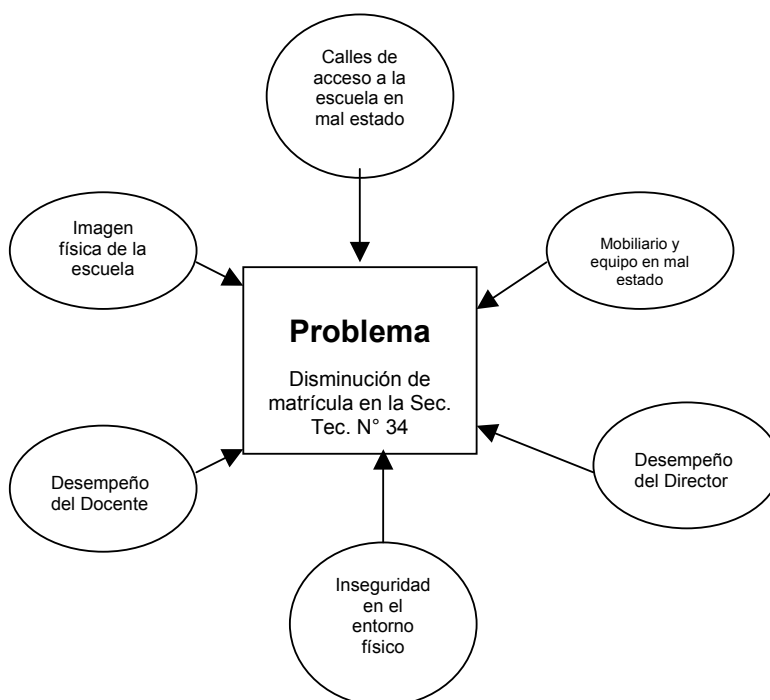 Calles de
acceso a la
escuela en
mal estado
Imagen
física de la
escuela
Mobiliario y
equipo en mal
estado
Problema
Disminución de
matrícula en la Sec.
Tec. N° 34
Desempeño
del Docente
Desempeño
del Director
Inseguridad
en el
entorno
físico